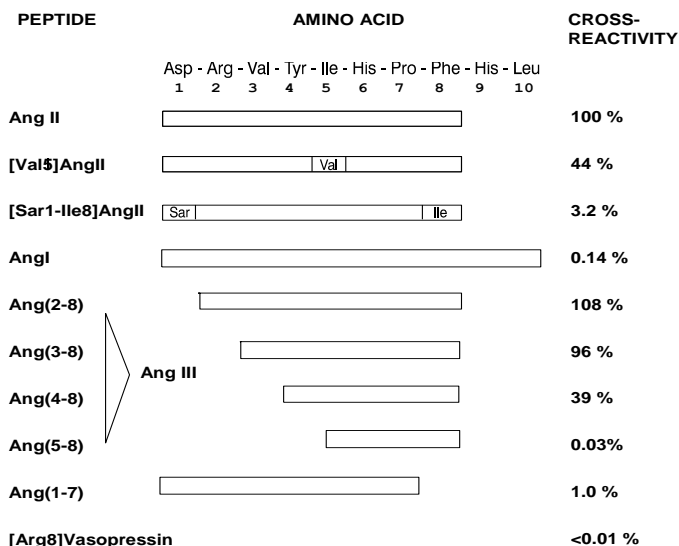 PEPTIDE AMINO ACID CROSS-
REACTIVITY
Asp - Arg - Val - Tyr - Ile - His - Pro - Phe - His - Leu
1 2 3 4 5 6 7 8 9 10
Ang II 100 %
[Val5]AngII Val 44 %
[Sar1-Ile8]AngII Sar Ile 3.2 %
AngI 0.14 %
Ang(2-8) 108 %
Ang(3-8) 96 %
Ang III
Ang(4-8) 39 %
Ang(5-8) 0.03%
Ang(1-7) 1.0 %
[Arg8]Vasopressin <0.01 %